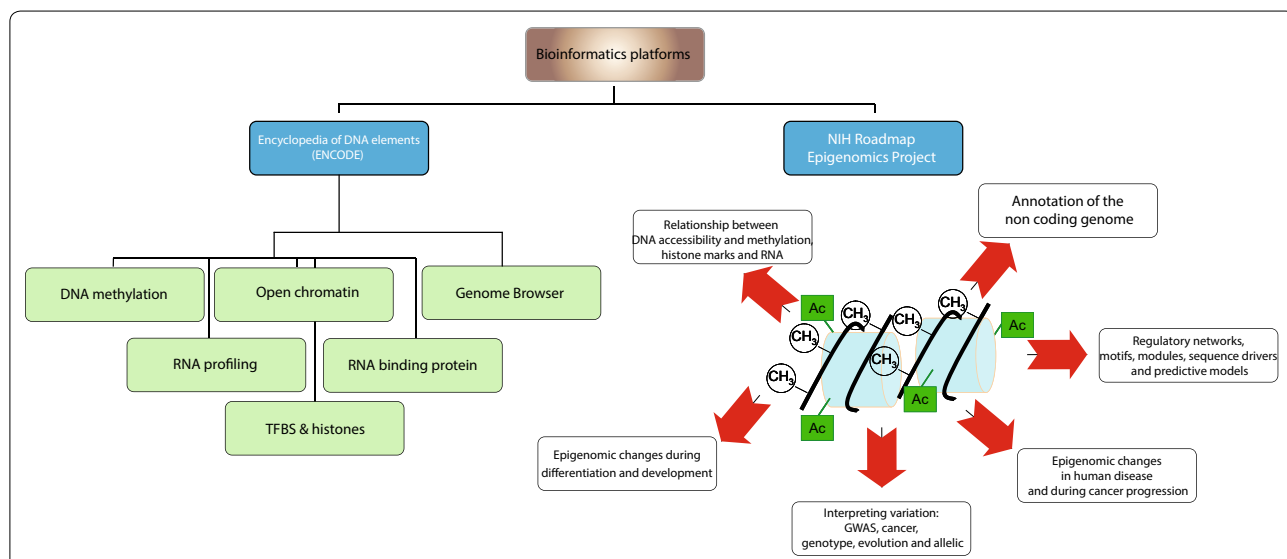 Bioinformatics platforms
Encyclopedia of DNA elements
(ENCODE)
NIH Roadmap
Epigenomics Project
DNA methylation
Open chromatin
Genome Browser
RNA profiling
RNA binding protein
TFBS & histones
Relationship between
DNA accessibility and methylation,
histone marks and RNA
Annotation of the
non coding genome
Ac
CH3
CH3
CH3
CH3
Ac
CH3
CH3
Ac
Ac
Regulatory networks,
motifs, modules, sequence drivers
and predictive models
Epigenomic changes during
differentiation and development
Interpreting variation:
GWAS, cancer,
genotype, evolution and allelic
Epigenomic changes
in human disease
and during cancer progression